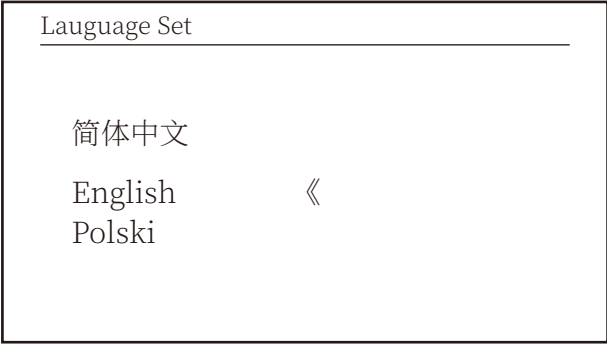 Lauguage Set
简体中文
English 《
Polski